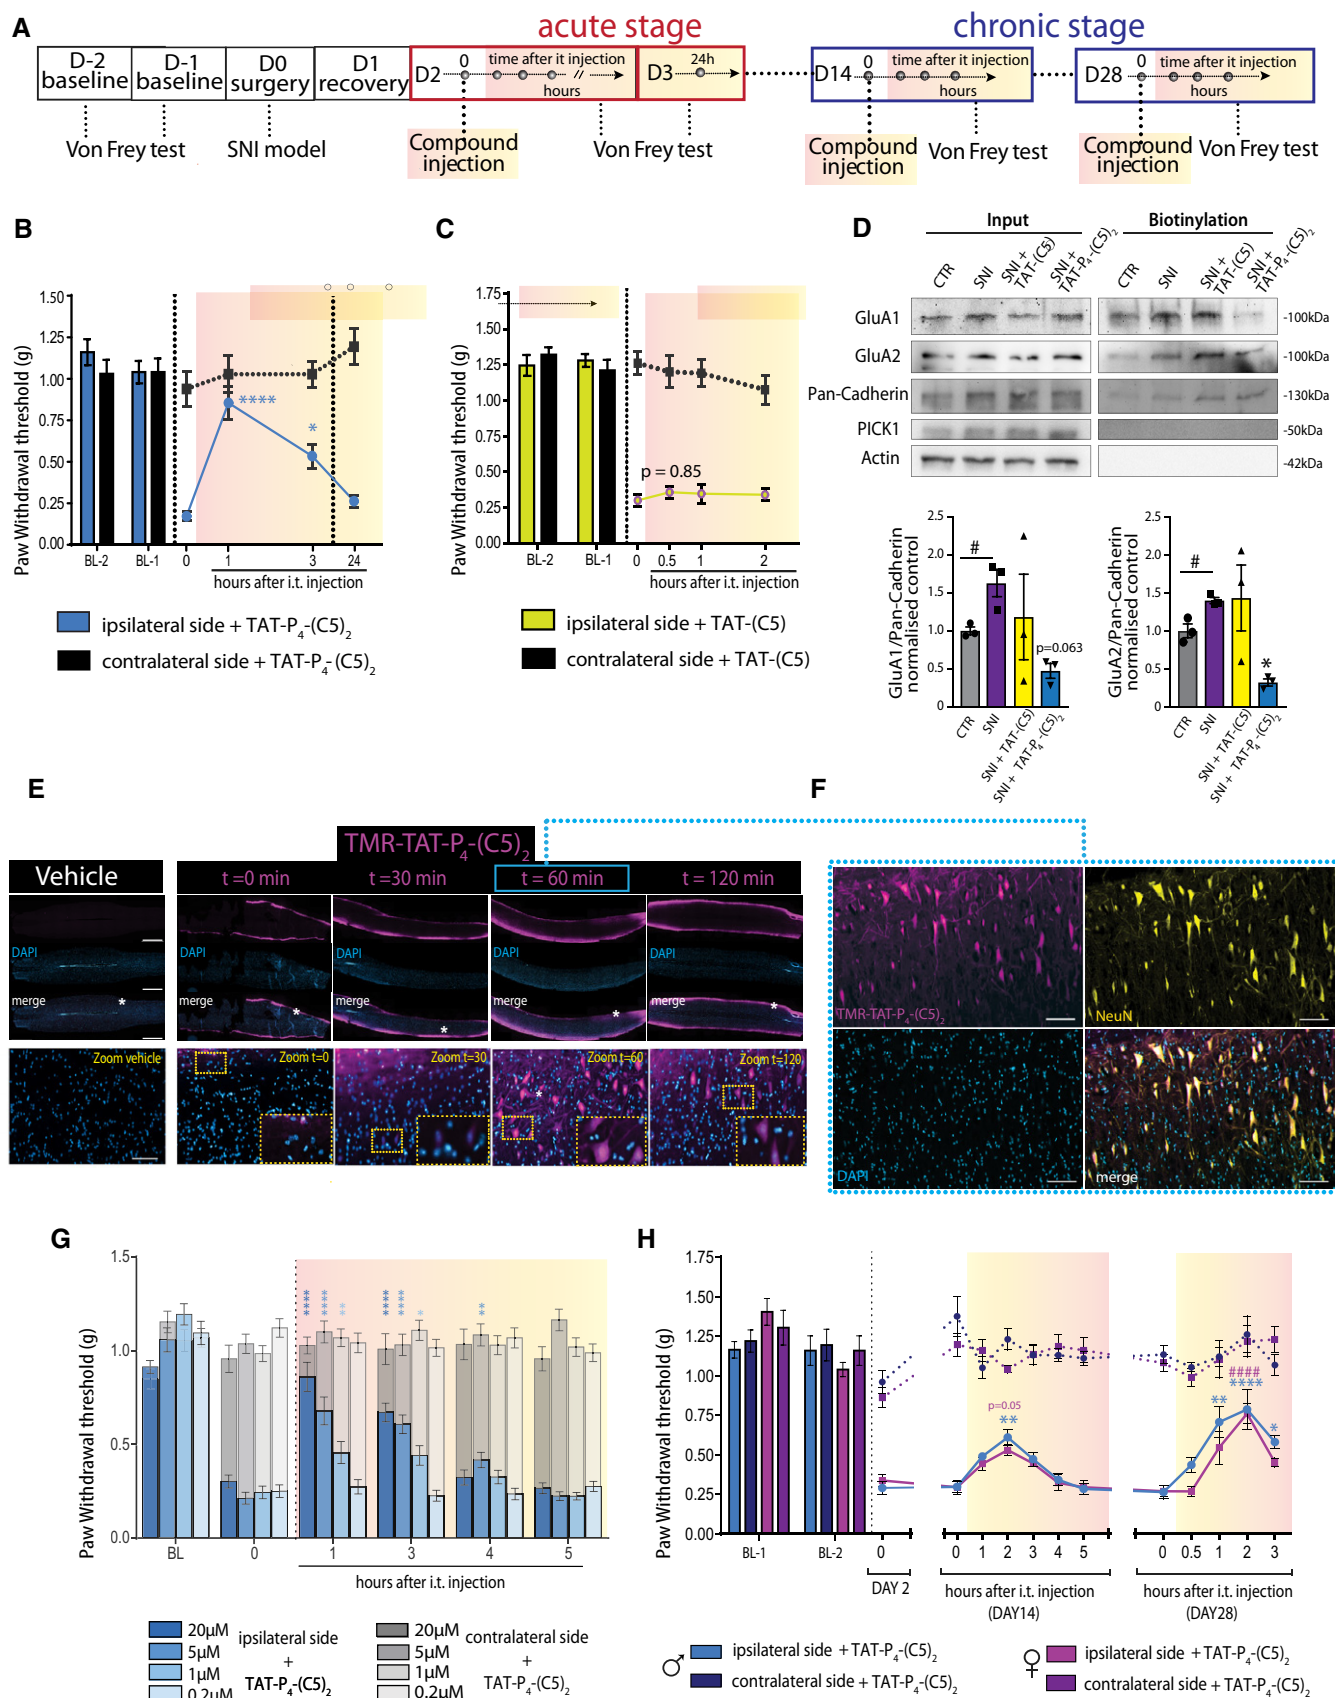 A
acute stage
chronic stage
D-2 baseline
D-1 baseline
D0 surgery
D1 recovery
D2
0
time after it injection
//
hours
D3
24h
D14
0
time after it injection
hours
D28
0
time after it injection
hours
Von Frey test
SNI model
Compound injection
Von Frey test
Compound injection
Von Frey test
Compound injection
Von Frey test
B
Paw Withdrawal threshold (g)
1.50
1.25
1.00
0.75
0.50
0.25
0.00
****
*
BL-2
BL-1
0
1
3
24
hours after i.t. injection
ipsilateral side + TAT-P4-(C5)2
contralateral side + TAT-P4-(C5)2
C
Paw Withdrawal threshold (g)
1.75
1.50
1.25
1.00
0.75
0.50
0.25
0.00
p = 0.85
BL-2
BL-1
0
0.5
1
2
hours after i.t. injection
ipsilateral side + TAT-(C5)
contralateral side + TAT-(C5)
D
Input
Biotinylation
CTR
SNI
SNI + TAT-(C5)
SNI + TAT-P4-(C5)2
CTR
SNI
SNI + TAT-(C5)
SNI + TAT-P4-(C5)2
GluA1
-100kDa
GluA2
-100kDa
Pan-Cadherin
-130kDa
PICK1
-50kDa
Actin
-42kDa
GluA1/Pan-Cadherin normalised control
2.5
2.0
1.5
1.0
0.5
0
#
p=0.063
CTR
SNI
SNI + TAT-(C5)
SNI + TAT-P4-(C5)2
GluA2/Pan-Cadherin normalised control
2.5
2.0
1.5
1.0
0.5
0
#
*
CTR
SNI
SNI + TAT-(C5)
SNI + TAT-P4-(C5)2
E
TMR-TAT-P4-(C5)2
Vehicle
t =0 min
t =30 min
t = 60 min
t = 120 min
DAPI
DAPI
DAPI
DAPI
DAPI
merge
*
merge
*
merge
*
merge
*
merge
*
Zoom vehicle
Zoom t=0
Zoom t=30
Zoom t=60
*
Zoom t=120
F
TMR-TAT-P4-(C5)2
NeuN
DAPI
merge
G
Paw Withdrawal threshold (g)
1.5
1.0
0.5
0.0
****
****
**
****
****
*
**
BL
0
1
3
4
5
hours after i.t. injection
20µM
5µM
1µM
0.2µM
ipsilateral side
+
TAT-P4-(C5)2
20µM
5µM
1µM
0.2µM
contralateral side
+
TAT-P4-(C5)2
H
Paw Withdrawal threshold (g)
1.75
1.50
1.25
1.00
0.75
0.50
0.25
0.00
p=0.05
**
**
####
****
*
BL-1
BL-2
0
DAY 2
0
1
2
3
4
5
hours after i.t. injection
(DAY14)
0
0.5
1
2
3
hours after i.t. injection
(DAY28)
♂
ipsilateral side + TAT-P4-(C5)2
contralateral side + TAT-P4-(C5)2
♀
ipsilateral side + TAT-P4-(C5)2
contralateral side + TAT-P4-(C5)2